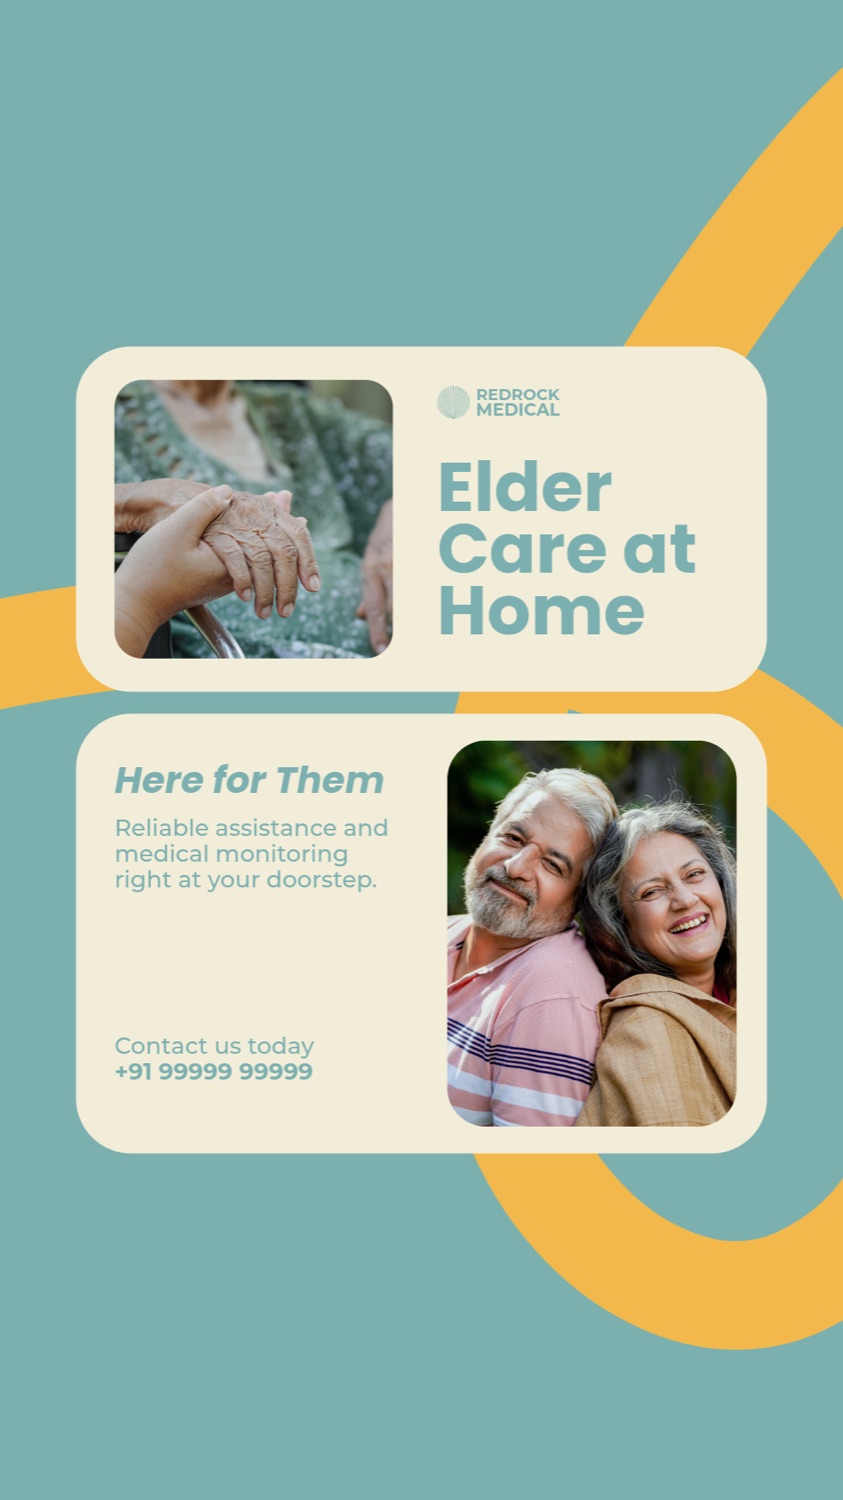 REDROCK
MEDICAL
Elder
Care at
Home
Here for Them
Reliable assistance and
medical monitoring
right at your doorstep.
Contact us today
+91 99999 99999